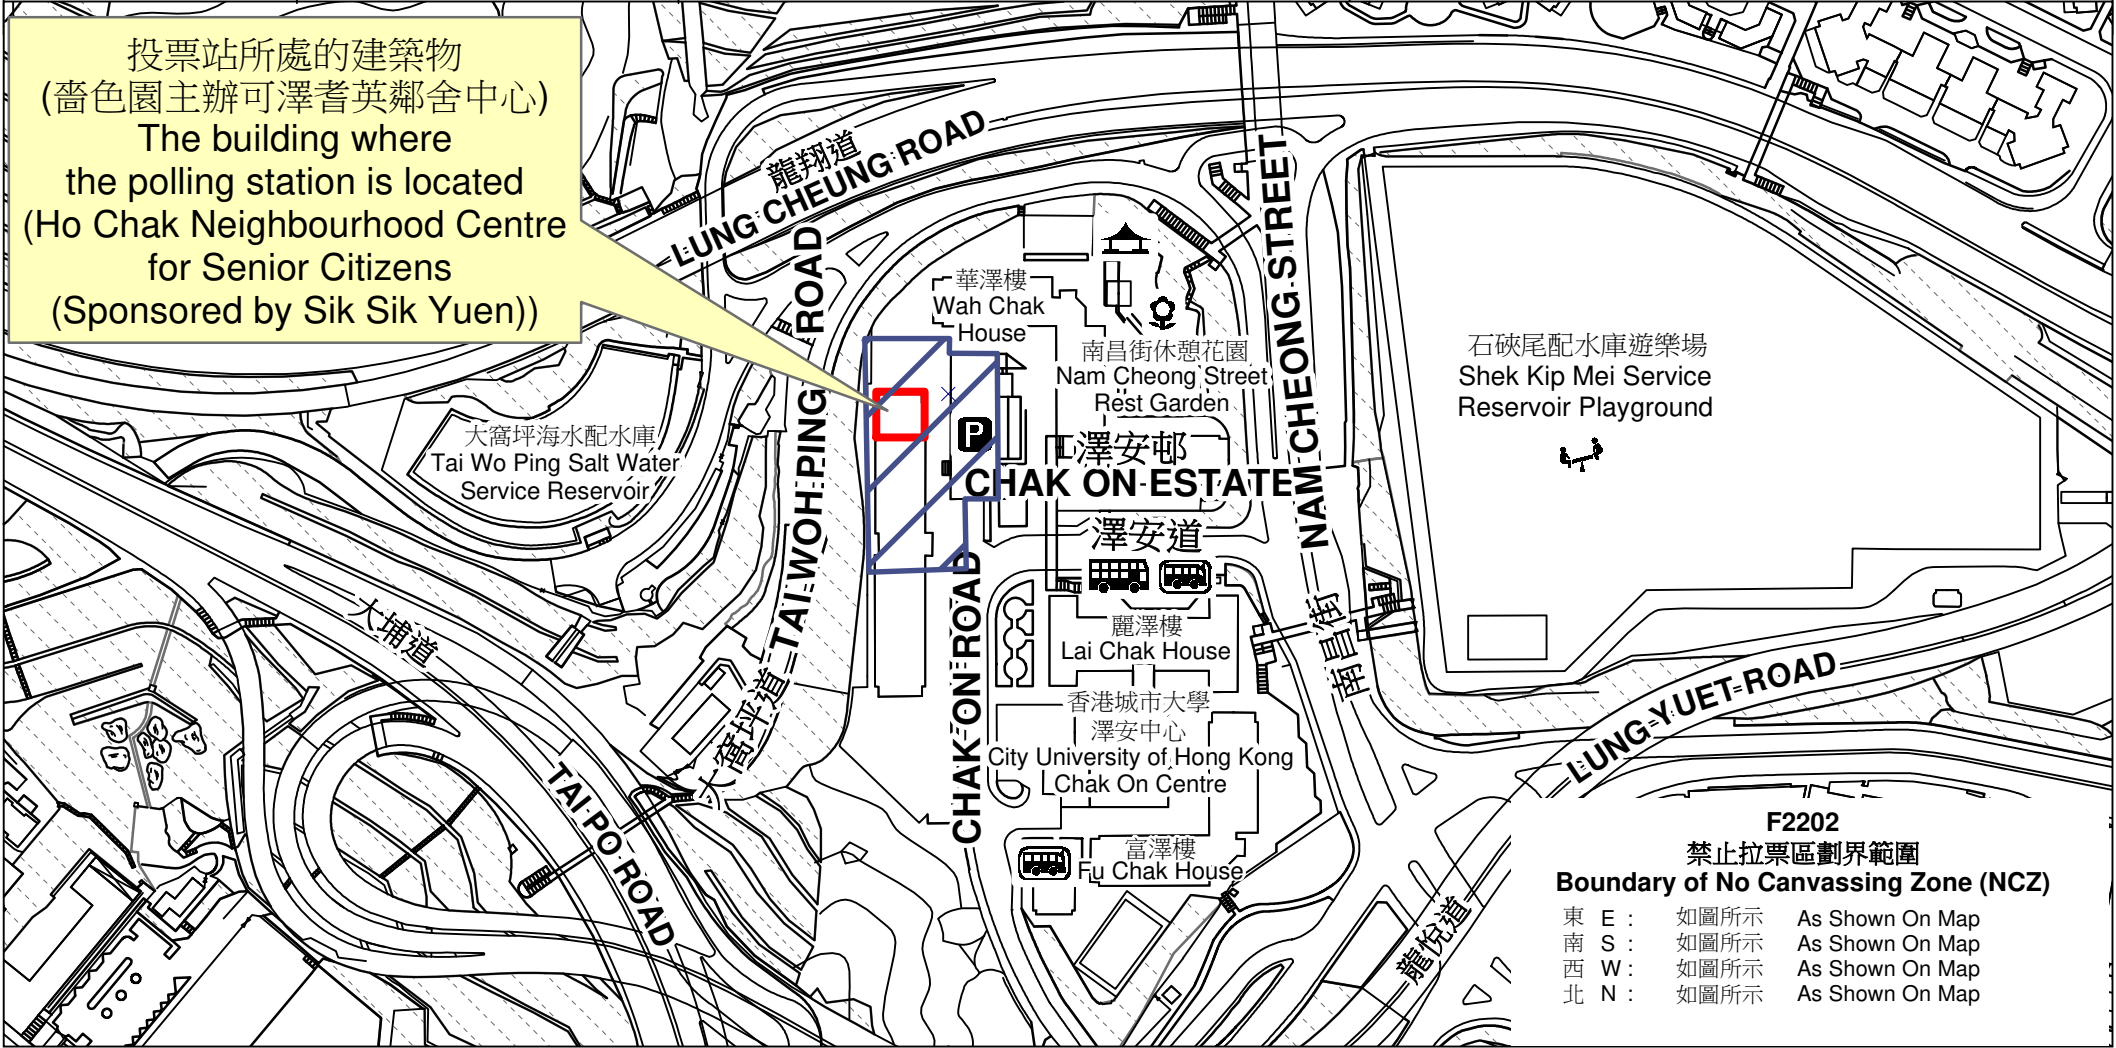 投票站所處的建築物
(嗇色園主辦可澤耆英鄰舍中心)
The building where
the polling station is located
(Ho Chak Neighbourhood Centre
for Senior Citizens
(Sponsored by Sik Sik Yuen))
龍翔道
LUNG CHEUNG ROAD
華澤樓
Wah Chak
House
南昌街休憩花園
Nam Cheong Street
Rest Garden
NAM CHEONG STREET
南昌街
石硤尾配水庫遊樂場
Shek Kip Mei Service
Reservoir Playground
大窩坪海水配水庫
Tai Wo Ping Salt Water
Service Reservoir
大窩坪道 TAI WOH PING ROAD
P
澤安邨
CHAK ON ESTATE
澤安道
CHAK ON ROAD
大埔道
TAI PO ROAD
麗澤樓
Lai Chak House
香港城市大學
澤安中心
City University of Hong Kong
Chak On Centre
富澤樓
Fu Chak House
LUNG YUET ROAD
龍悅道
F2202
禁止拉票區劃界範圍
Boundary of No Canvassing Zone (NCZ)
東 E : 如圖所示 As Shown On Map
南 S : 如圖所示 As Shown On Map
西 W : 如圖所示 As Shown On Map
北 N : 如圖所示 As Shown On Map